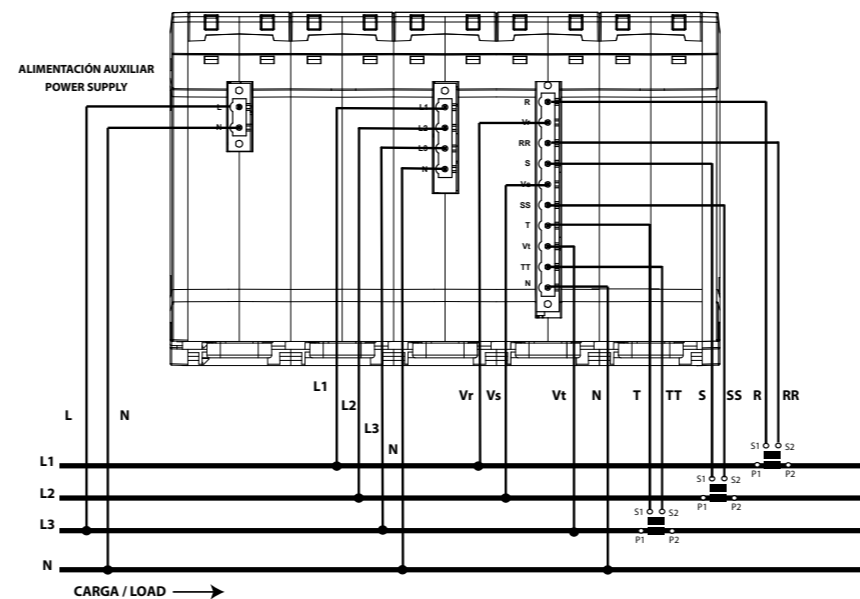 ALIMENTACIÓN AUXILIAR
POWER SUPPLY
L
N
L1
L2
L3
N
R
Vr
RR
S
Vs
SS
T
Vt
TT
N
L
N
L1
L2
L3
N
Vr
Vs
Vt
N
T
TT
S
SS
R
RR
L1
S1
S2
P1
P2
L2
S1
S2
P1
P2
L3
S1
S2
P1
P2
N
CARGA / LOAD